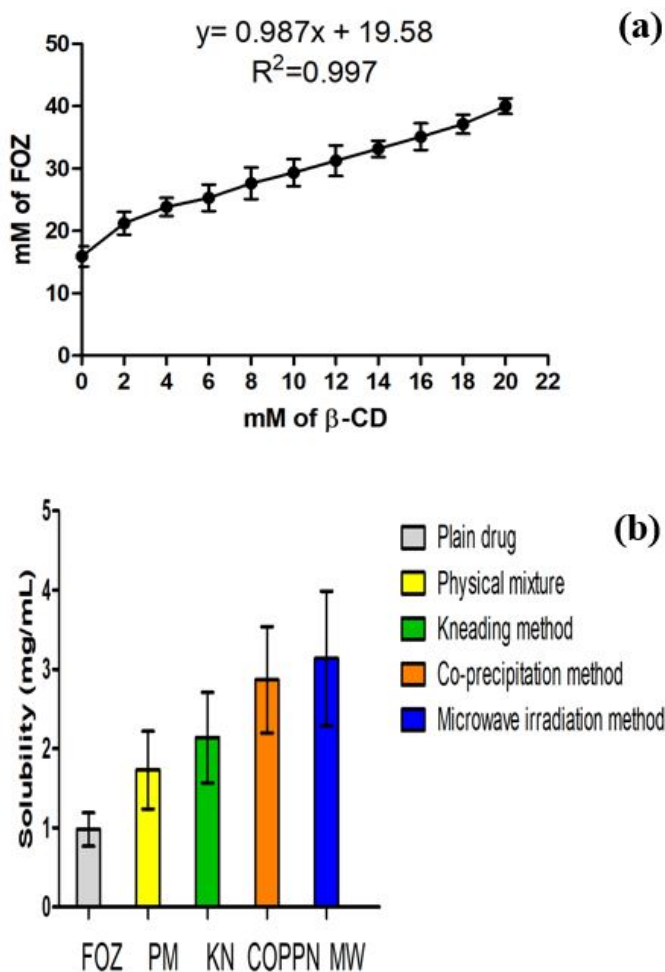 y= 0.987x + 19.58
(a)
R²=0.997
50
40
30
20
10
0
mM of FOZ
0 2 4 6 8 10 12 14 16 18 20 22
mM of β-CD
(b)
5
4
3
2
1
0
Solubility (mg/mL)
Plain drug
Physical mixture
Kneading method
Co-precipitation method
Microwave irradiation method
FOZ PM KN COPPN MW